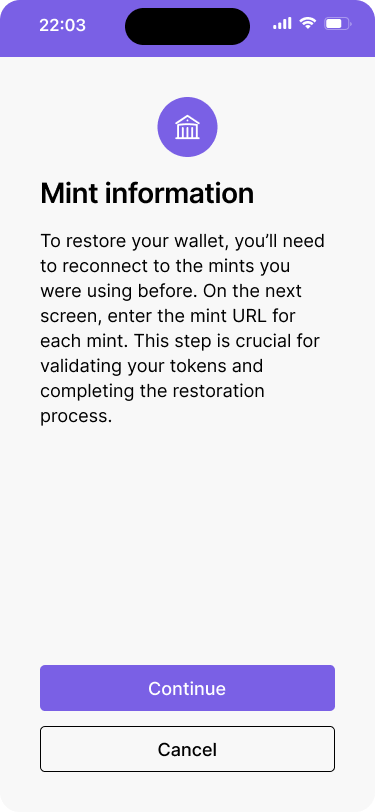 22:03
Mint information
To restore your wallet, you’ll need
to reconnect to the mints you
were using before. On the next
screen, enter the mint URL for
each mint. This step is crucial for
validating your tokens and
completing the restoration
process.
Continue
Cancel